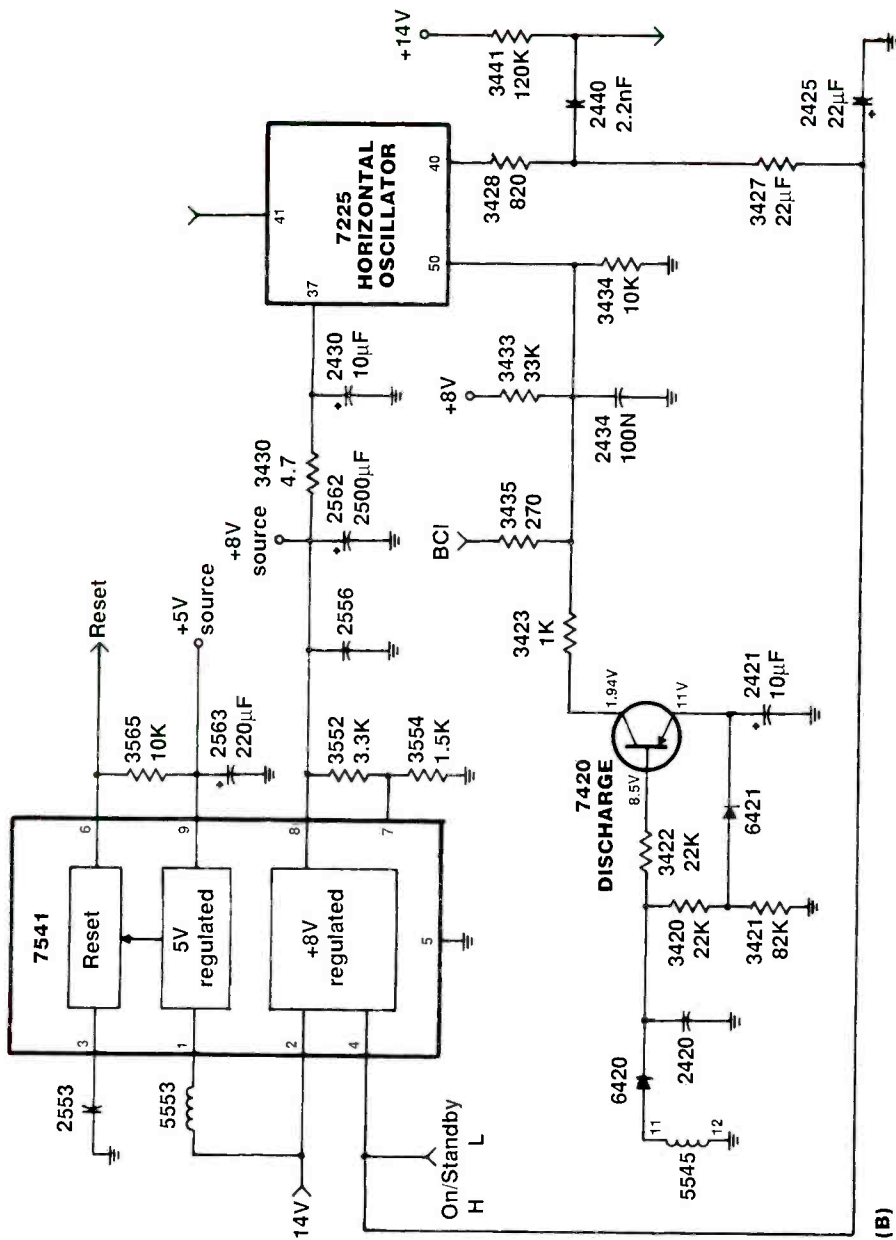 +14V
3441
120K
2440
2.2nF
2425
22µF
+
7225
HORIZONTAL
OSCILLATOR
41
37
50
40
3428
820
3427
22µF
3434
10K
2430
10µF
+
3430
4.7
+8V
source
2562
2500µF
+
+8V
3433
33K
2434
100N
BCI
3435
270
3423
1K
2556
Reset
+5V
source
3565
10K
2563
220µF
+
3552
3.3K
3554
1.5K
7541
Reset
5V
regulated
+8V
regulated
6
9
8
7
5
3
1
2
4
2553
5553
14V
On/Standby
H L
7420
DISCHARGE
1.94V
11V
8.5V
2421
10µF
+
6421
3422
22K
3420
22K
3421
82K
6420
2420
11
12
5545
(B)